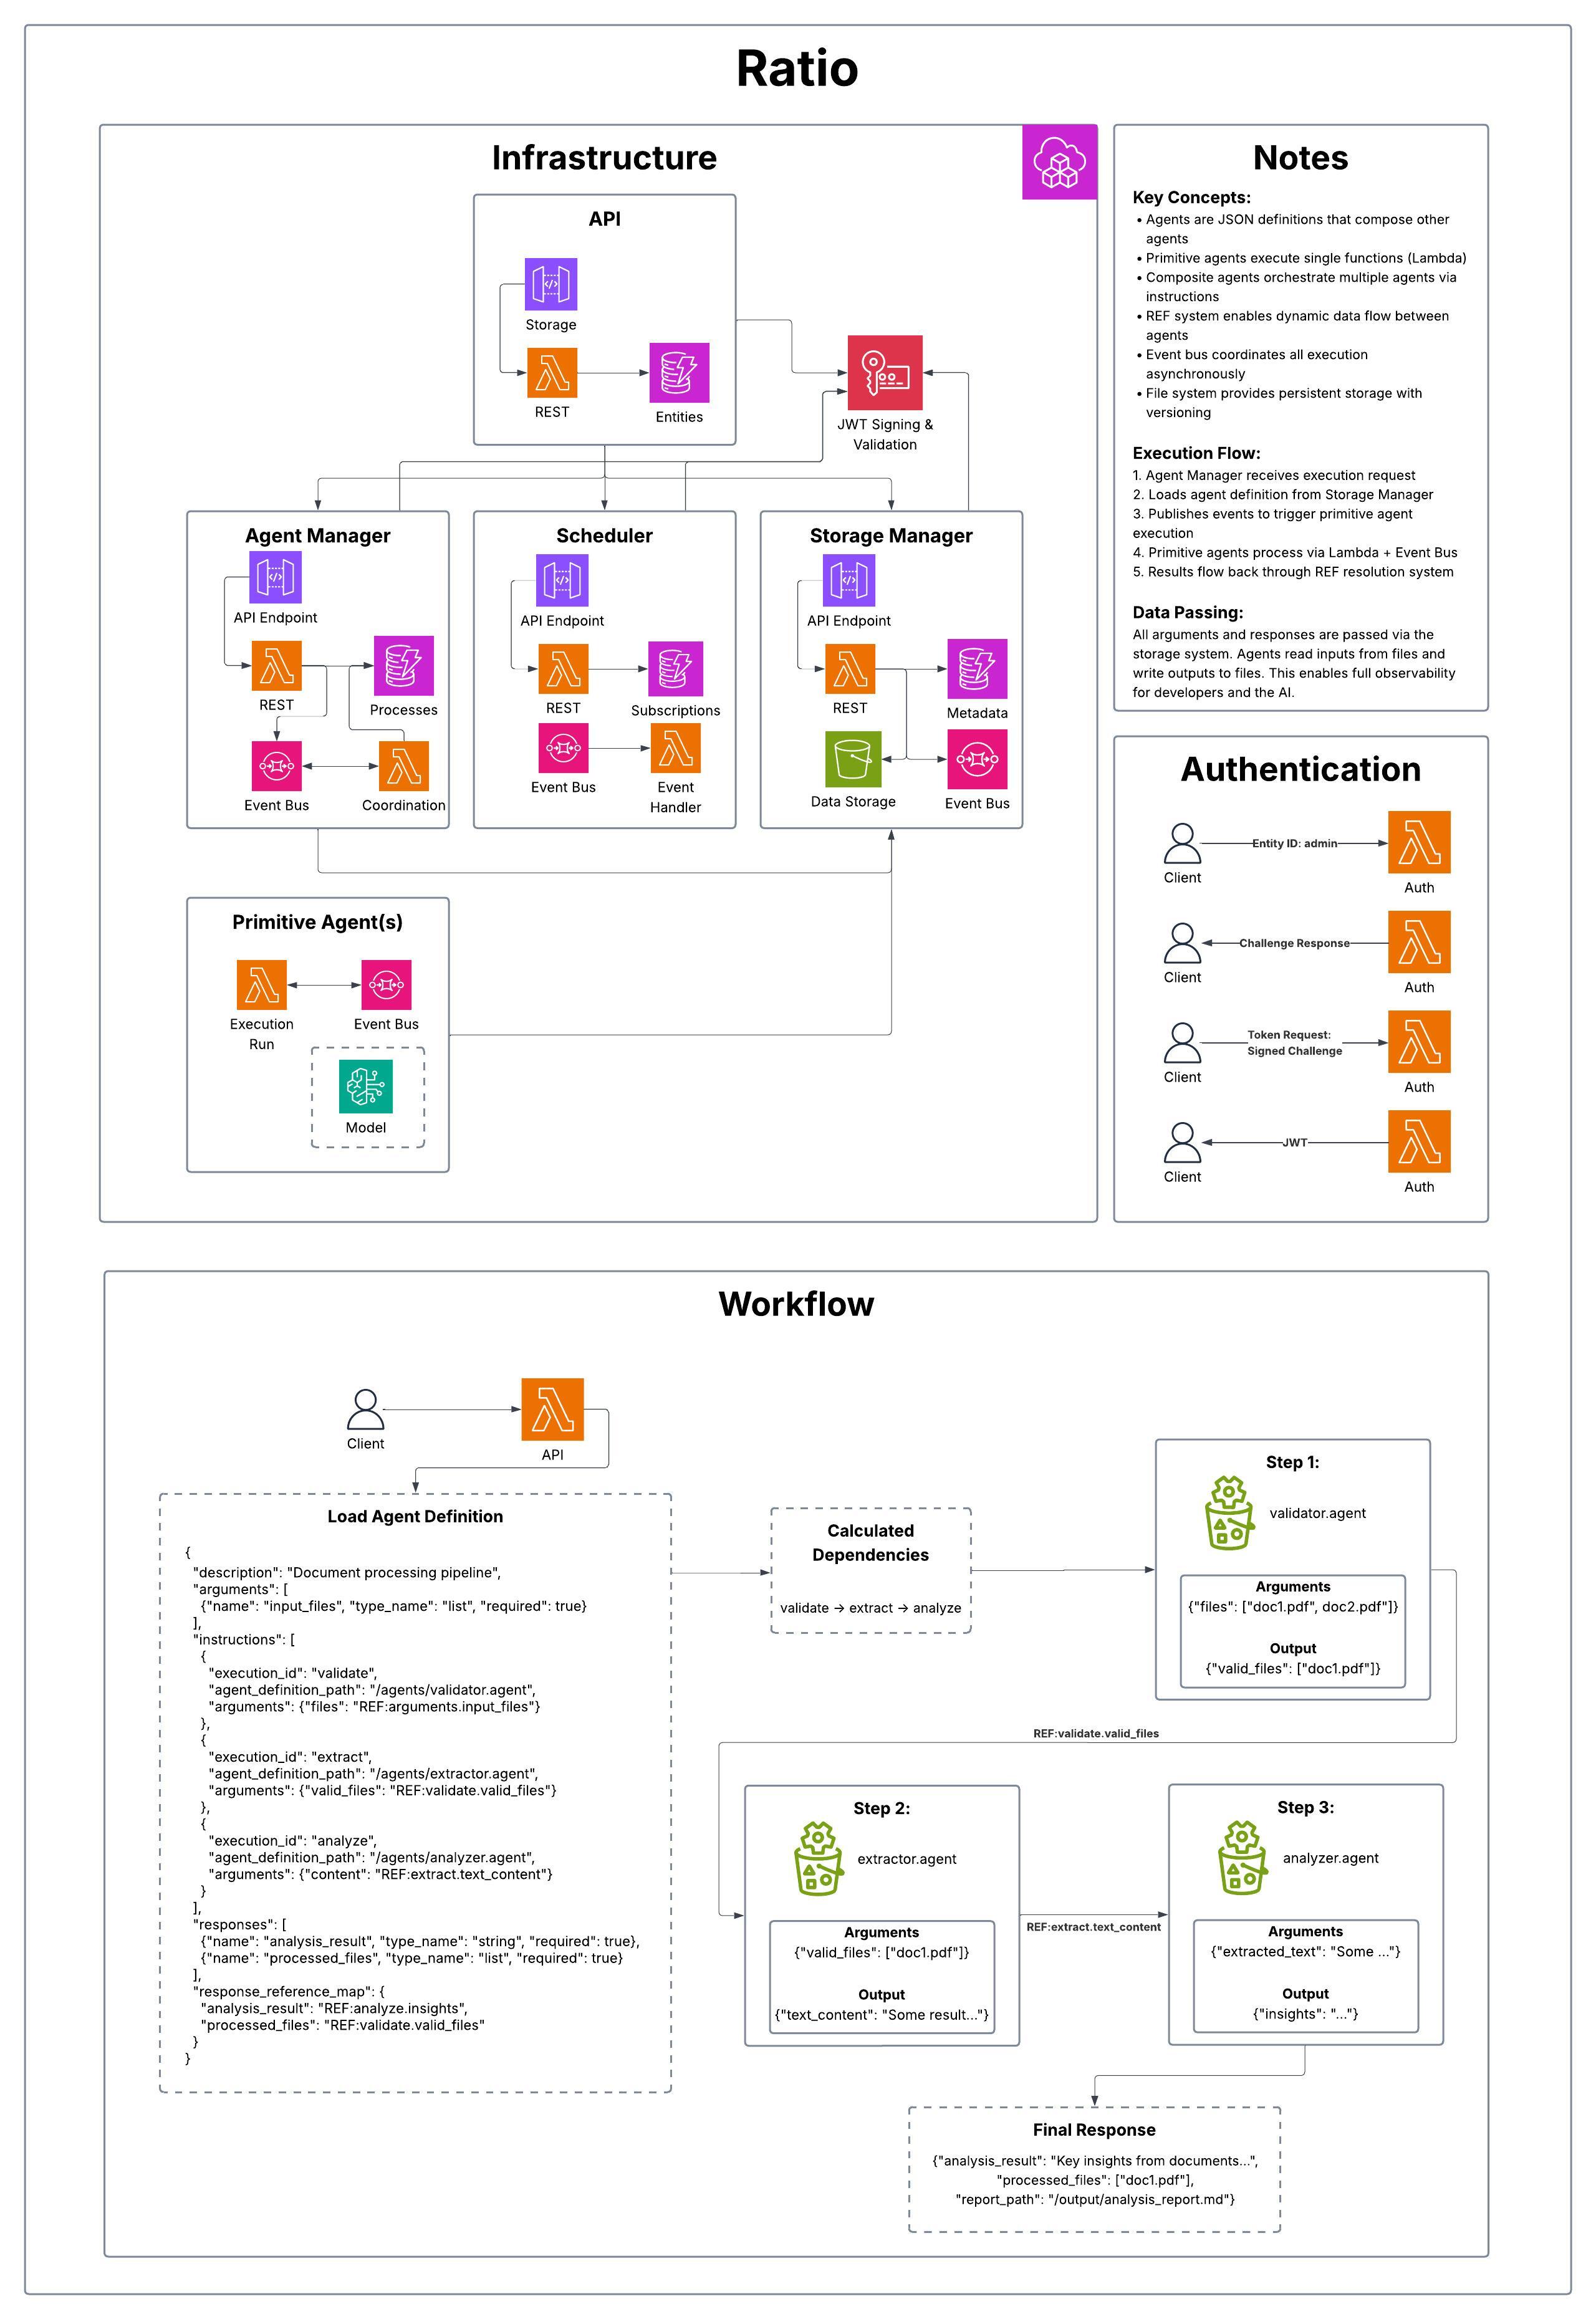 Ratio
Infrastructure
API
Storage
REST
Entities
JWT Signing &
Validation
Agent Manager
API Endpoint
REST
Processes
Event Bus
Coordination
Scheduler
API Endpoint
REST
Subscriptions
Event Bus
Event
Handler
Storage Manager
API Endpoint
REST
Metadata
Data Storage
Event Bus
Primitive Agent(s)
Execution
Run
Event Bus
Model
Notes
Key Concepts:
• Agents are JSON definitions that compose other
agents
• Primitive agents execute single functions (Lambda)
• Composite agents orchestrate multiple agents via
instructions
• REF system enables dynamic data flow between
agents
• Event bus coordinates all execution
asynchronously
• File system provides persistent storage with
versioning
Execution Flow:
1. Agent Manager receives execution request
2. Loads agent definition from Storage Manager
3. Publishes events to trigger primitive agent
execution
4. Primitive agents process via Lambda + Event Bus
5. Results flow back through REF resolution system
Data Passing:
All arguments and responses are passed via the
storage system. Agents read inputs from files and
write outputs to files. This enables full observability
for developers and the AI.
Authentication
Client
Entity ID: admin
Auth
Client
Challenge Response
Auth
Client
Token Request:
Signed Challenge
Auth
Client
JWT
Auth
Workflow
Client
API
Load Agent Definition
{
"description": "Document processing pipeline",
"arguments": [
{"name": "input_files", "type_name": "list", "required": true}
],
"instructions": [
{
"execution_id": "validate",
"agent_definition_path": "/agents/validator.agent",
"arguments": {"files": "REF:arguments.input_files"}
},
{
"execution_id": "extract",
"agent_definition_path": "/agents/extractor.agent",
"arguments": {"valid_files": "REF:validate.valid_files"}
},
{
"execution_id": "analyze",
"agent_definition_path": "/agents/analyzer.agent",
"arguments": {"content": "REF:extract.text_content"}
}
],
"responses": [
{"name": "analysis_result", "type_name": "string", "required": true},
{"name": "processed_files", "type_name": "list", "required": true}
],
"response_reference_map": {
"analysis_result": "REF:analyze.insights",
"processed_files": "REF:validate.valid_files"
}
}
Calculated
Dependencies
validate → extract → analyze
Step 1:
validator.agent
Arguments
{"files": ["doc1.pdf", doc2.pdf"]}
Output
{"valid_files": ["doc1.pdf"]}
REF:validate.valid_files
Step 2:
extractor.agent
Arguments
{"valid_files": ["doc1.pdf"]}
Output
{"text_content": "Some result..."}
REF:extract.text_content
Step 3:
analyzer.agent
Arguments
{"extracted_text": "Some ..."}
Output
{"insights": "..."}
Final Response
{"analysis_result": "Key insights from documents...",
"processed_files": ["doc1.pdf"],
"report_path": "/output/analysis_report.md"}